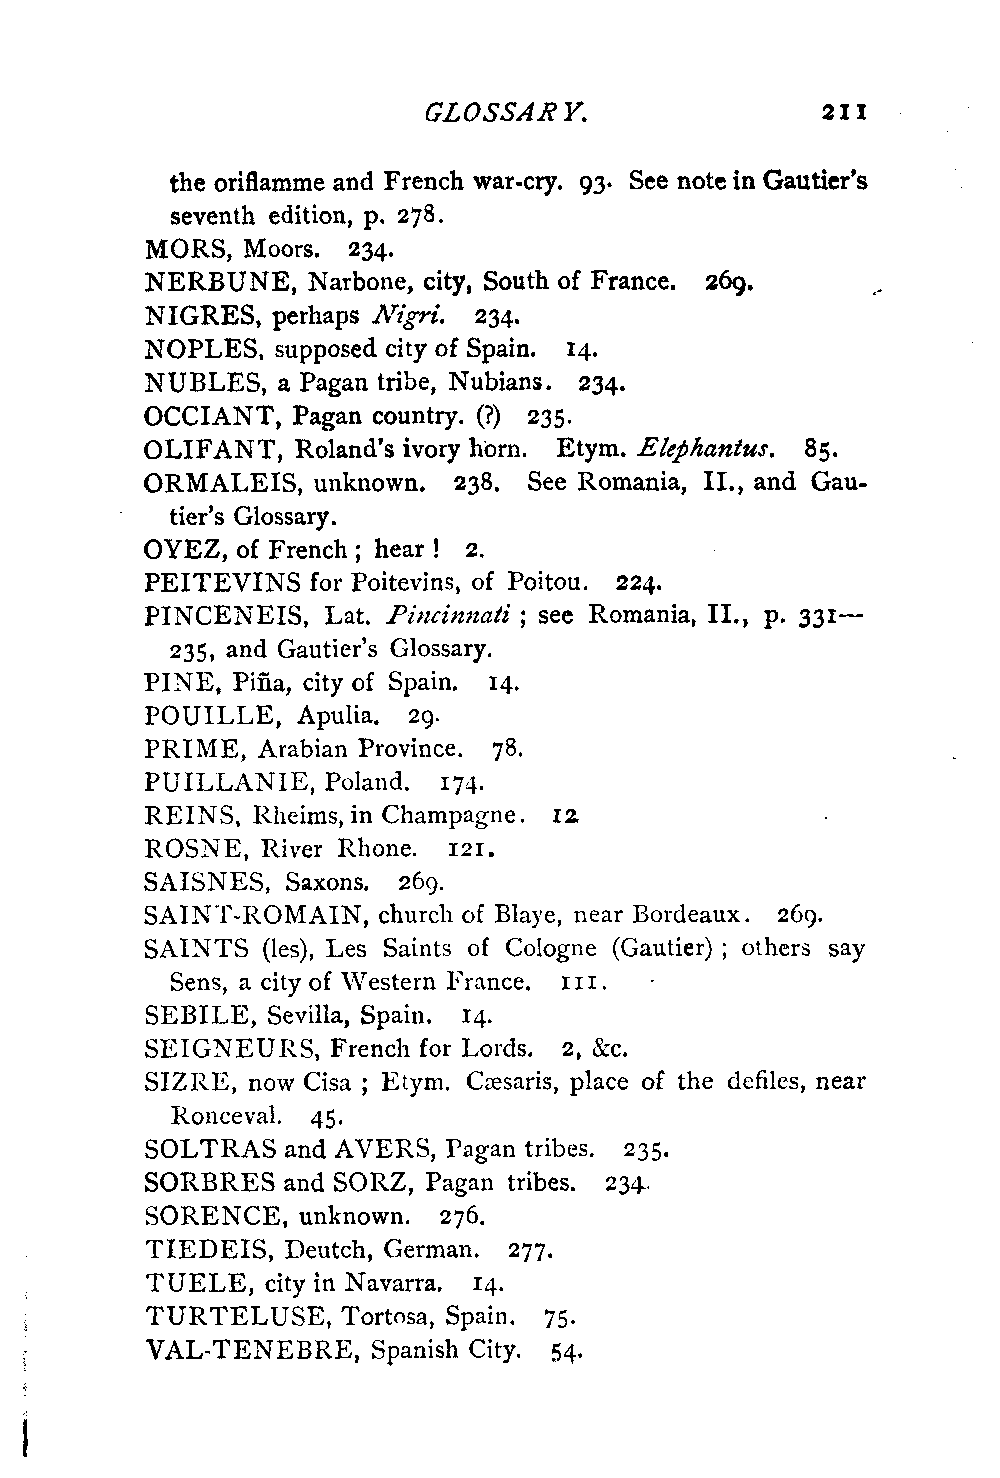 GLOSSARY. 211
the oriflamme and French war-cry. 93. See note in Gautier's
seventh edition, p. 278.
MORS, Moors. 234.
NERBUNE, Narbone, city, South of France. 269.
NIGRES, perhaps Nigri. 234.
NOPLES, supposed city of Spain. 14.
NUBLES, a Pagan tribe, Nubians. 234.
OCCIANT, Pagan country. (?) 235.
OLIFANT, Roland's ivory horn. Etym. Elephantus. 85.
ORMALEIS, unknown. 238. See Romania, II., and Gau-
tier's Glossary.
OYEZ, of French ; hear ! 2.
PEITEVINS for Poitevins, of Poitou. 224.
PINCENEIS, Lat. Pincinnati ; see Romania, II., p. 331—
235, and Gautier's Glossary.
PINE, Piña, city of Spain. 14.
POUILLE, Apulia. 29.
PRIME, Arabian Province. 78.
PUILLANIE, Poland. 174.
REINS, Rheims, in Champagne. 12
ROSNE, River Rhone. 121.
SAISNES, Saxons. 269.
SAINT-ROMAIN, church of Blaye, near Bordeaux. 269.
SAINTS (les), Les Saints of Cologne (Gautier) ; others say
Sens, a city of Western France. 111.
SEBILE, Sevilla, Spain. 14.
SEIGNEURS, French for Lords. 2, &c.
SIZRE, now Cisa ; Etym. Cæsaris, place of the defiles, near
Ronceval. 45.
SOLTRAS and AVERS, Pagan tribes. 235.
SORBRES and SORZ, Pagan tribes. 234.
SORENCE, unknown. 276.
TIEDEIS, Deutch, German. 277.
TUELE, city in Navarra. 14.
TURTELUSE, Tortosa, Spain. 75.
VAL-TENEBRE, Spanish City. 54.